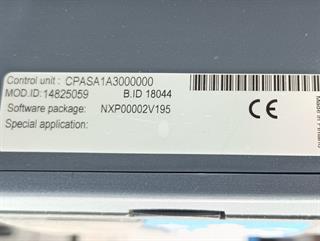 Control unit : CPASA1A3000000
MOD.ID: 14825059 B.ID 18044
Software package: NXP00002V195
Special application:
CE
Made in Finland